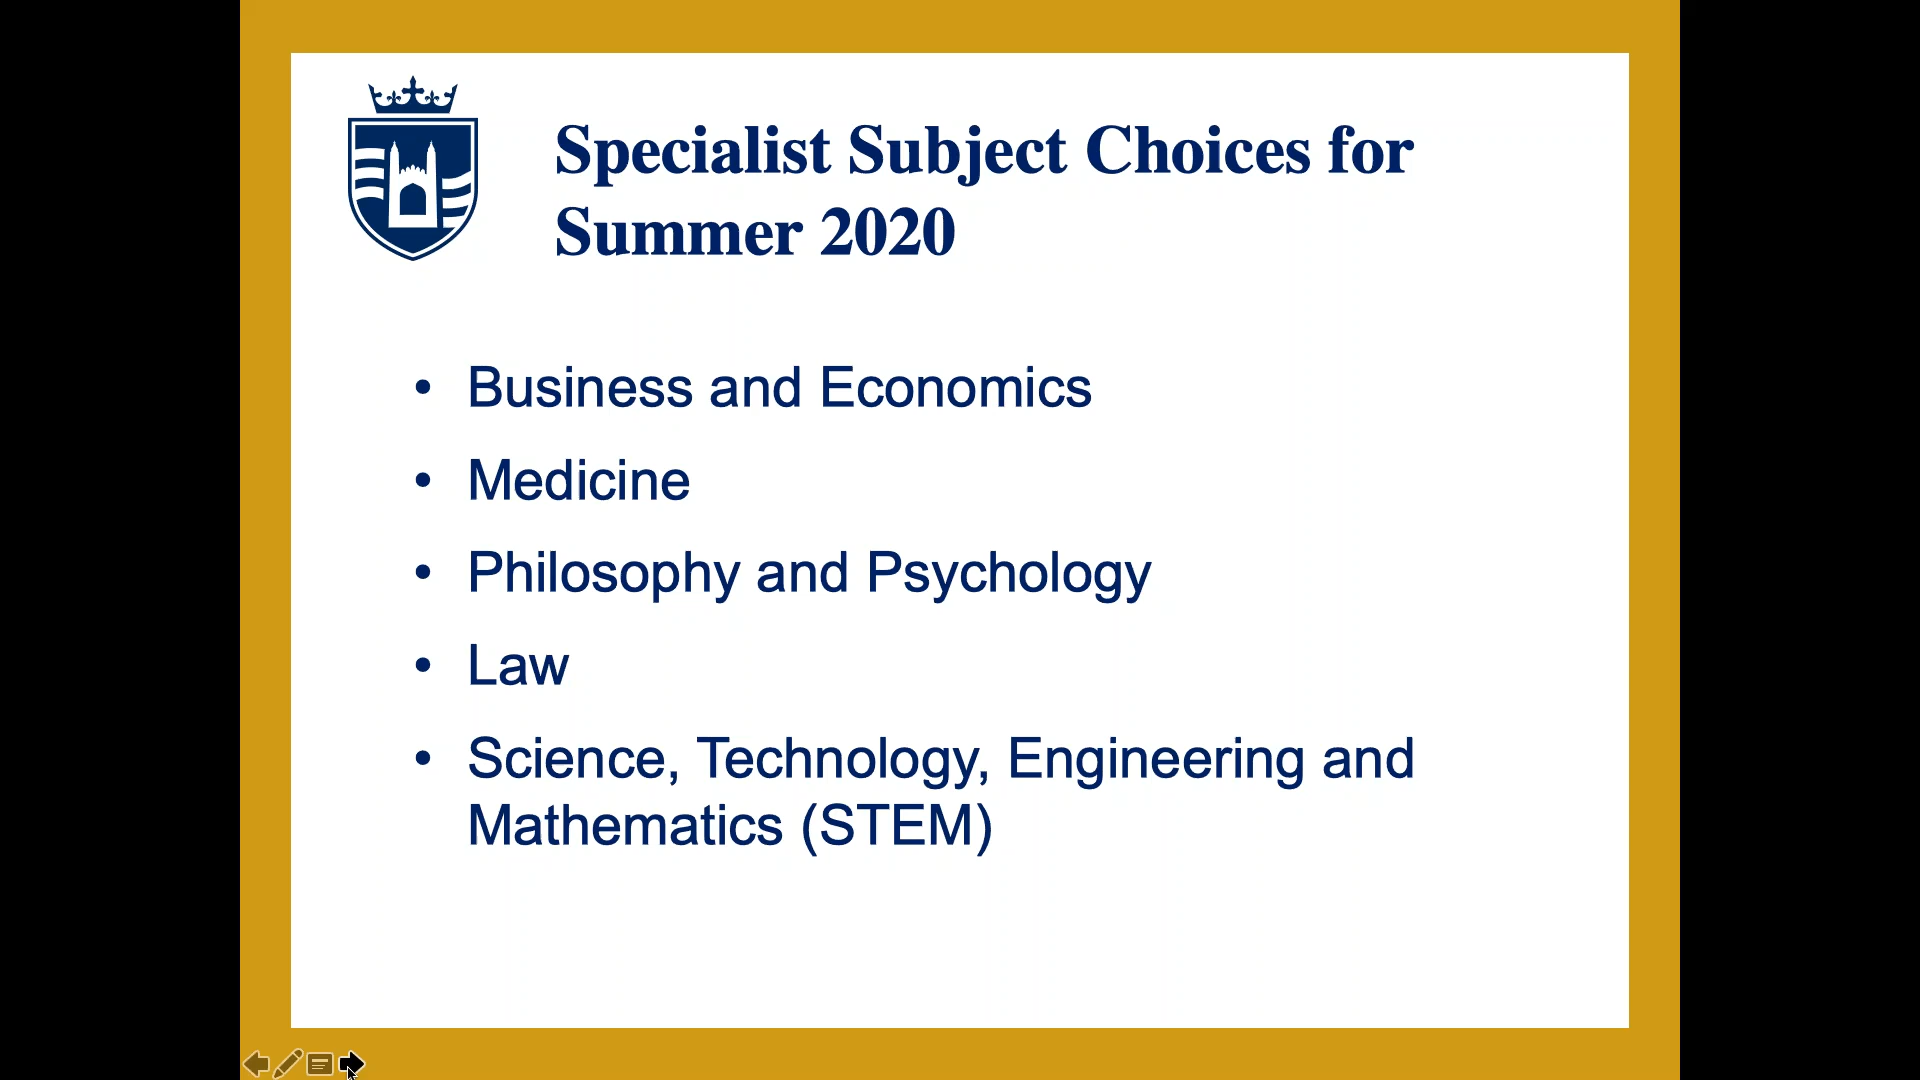 Specialist Subject Choices for
Summer 2020
• Business and Economics
• Medicine
• Philosophy and Psychology
• Law
• Science, Technology, Engineering and
Mathematics (STEM)